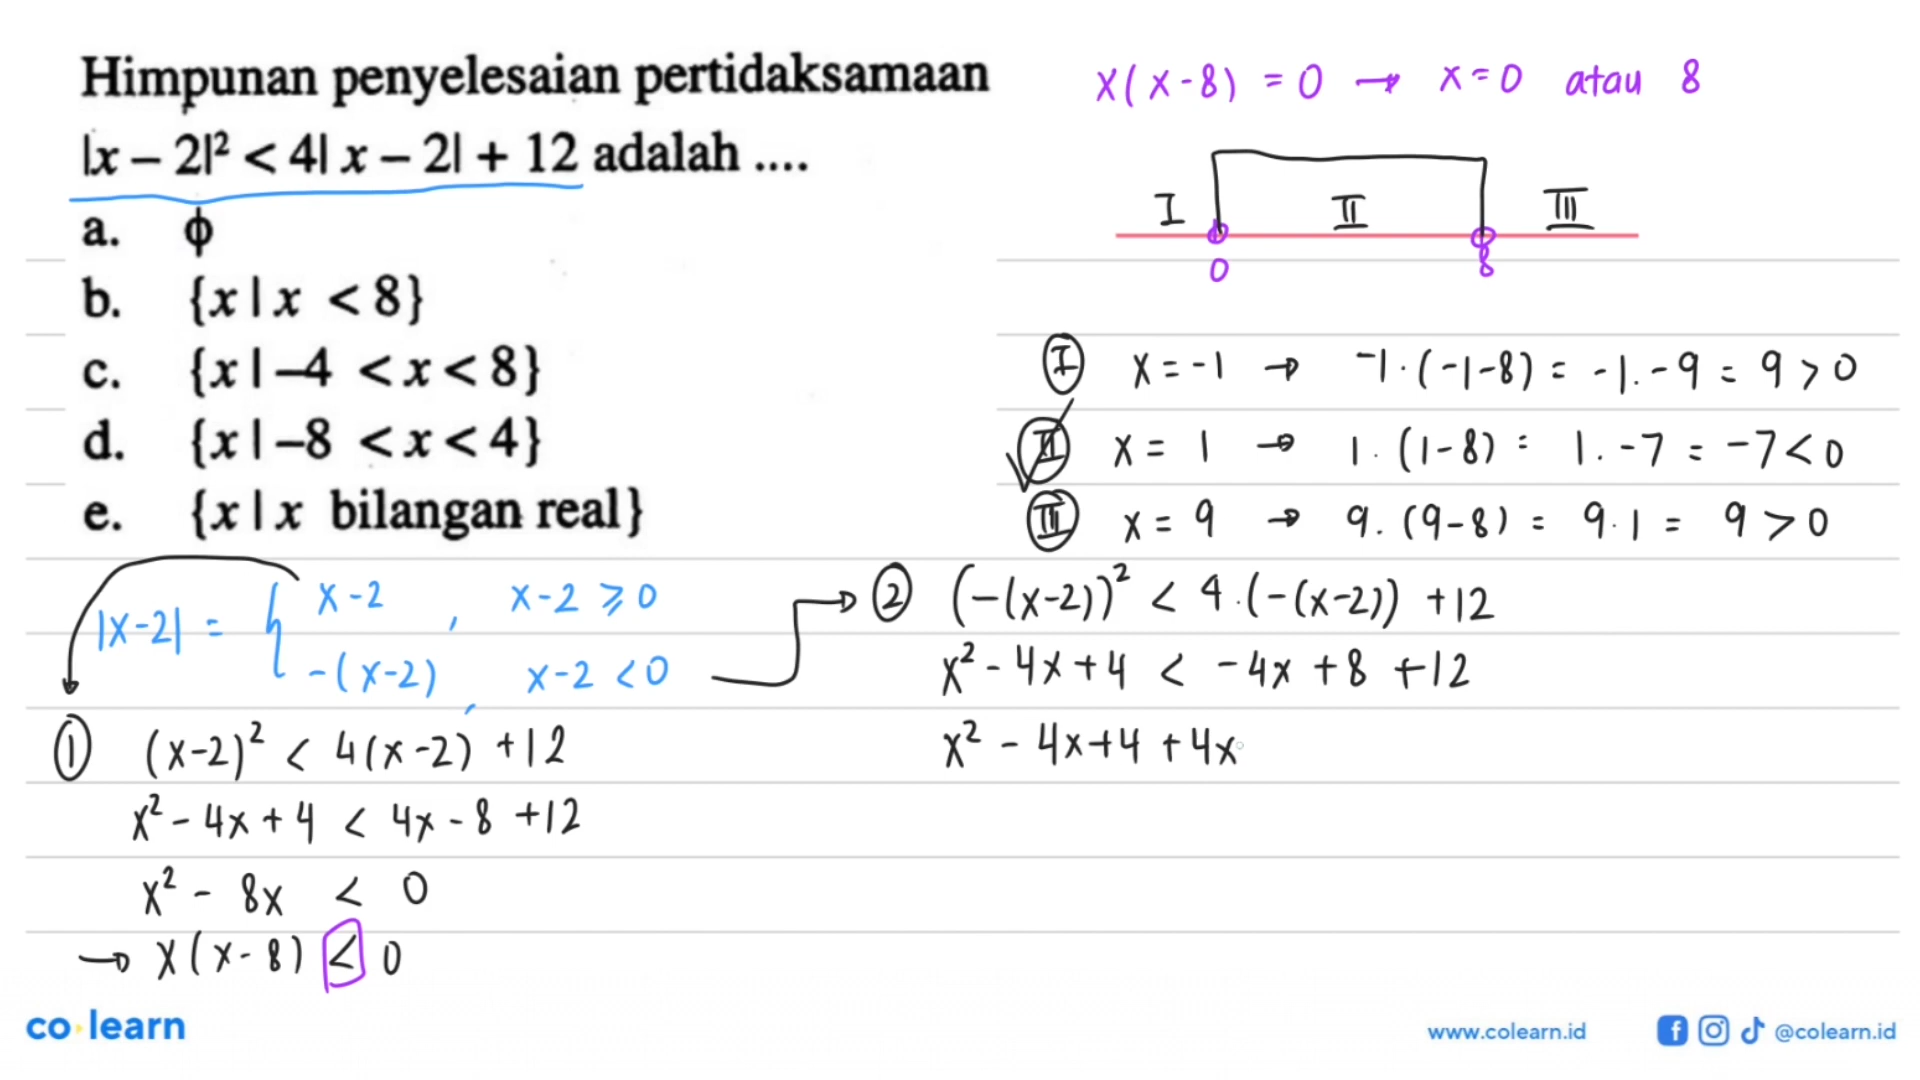 Himpunan penyelesaian pertidaksamaan
|x – 2|² < 4| x – 2| + 12 adalah ....
a. ϕ
b. {x | x < 8}
c. {x | –4 < x < 8}
d. {x | –8 < x < 4}
e. {x | x bilangan real}
|x-2| = { x-2 , x-2 ≥ 0
-(x-2) , x-2 < 0
① (x-2)² < 4(x-2) + 12
x² - 4x + 4 < 4x - 8 + 12
x² - 8x < 0
→ x(x-8) < 0
x(x-8) = 0 → x = 0 atau 8
I II III
0 8
Ⓘ x = -1 → -1 . (-1-8) = -1 . -9 = 9 > 0
II x = 1 → 1 . (1-8) = 1 . -7 = -7 < 0
III x = 9 → 9 . (9-8) = 9 . 1 = 9 > 0
② (-(x-2))² < 4 . (-(x-2)) + 12
x² - 4x + 4 < -4x + 8 + 12
x² - 4x + 4 + 4x
co learn
www.colearn.id @colearn.id